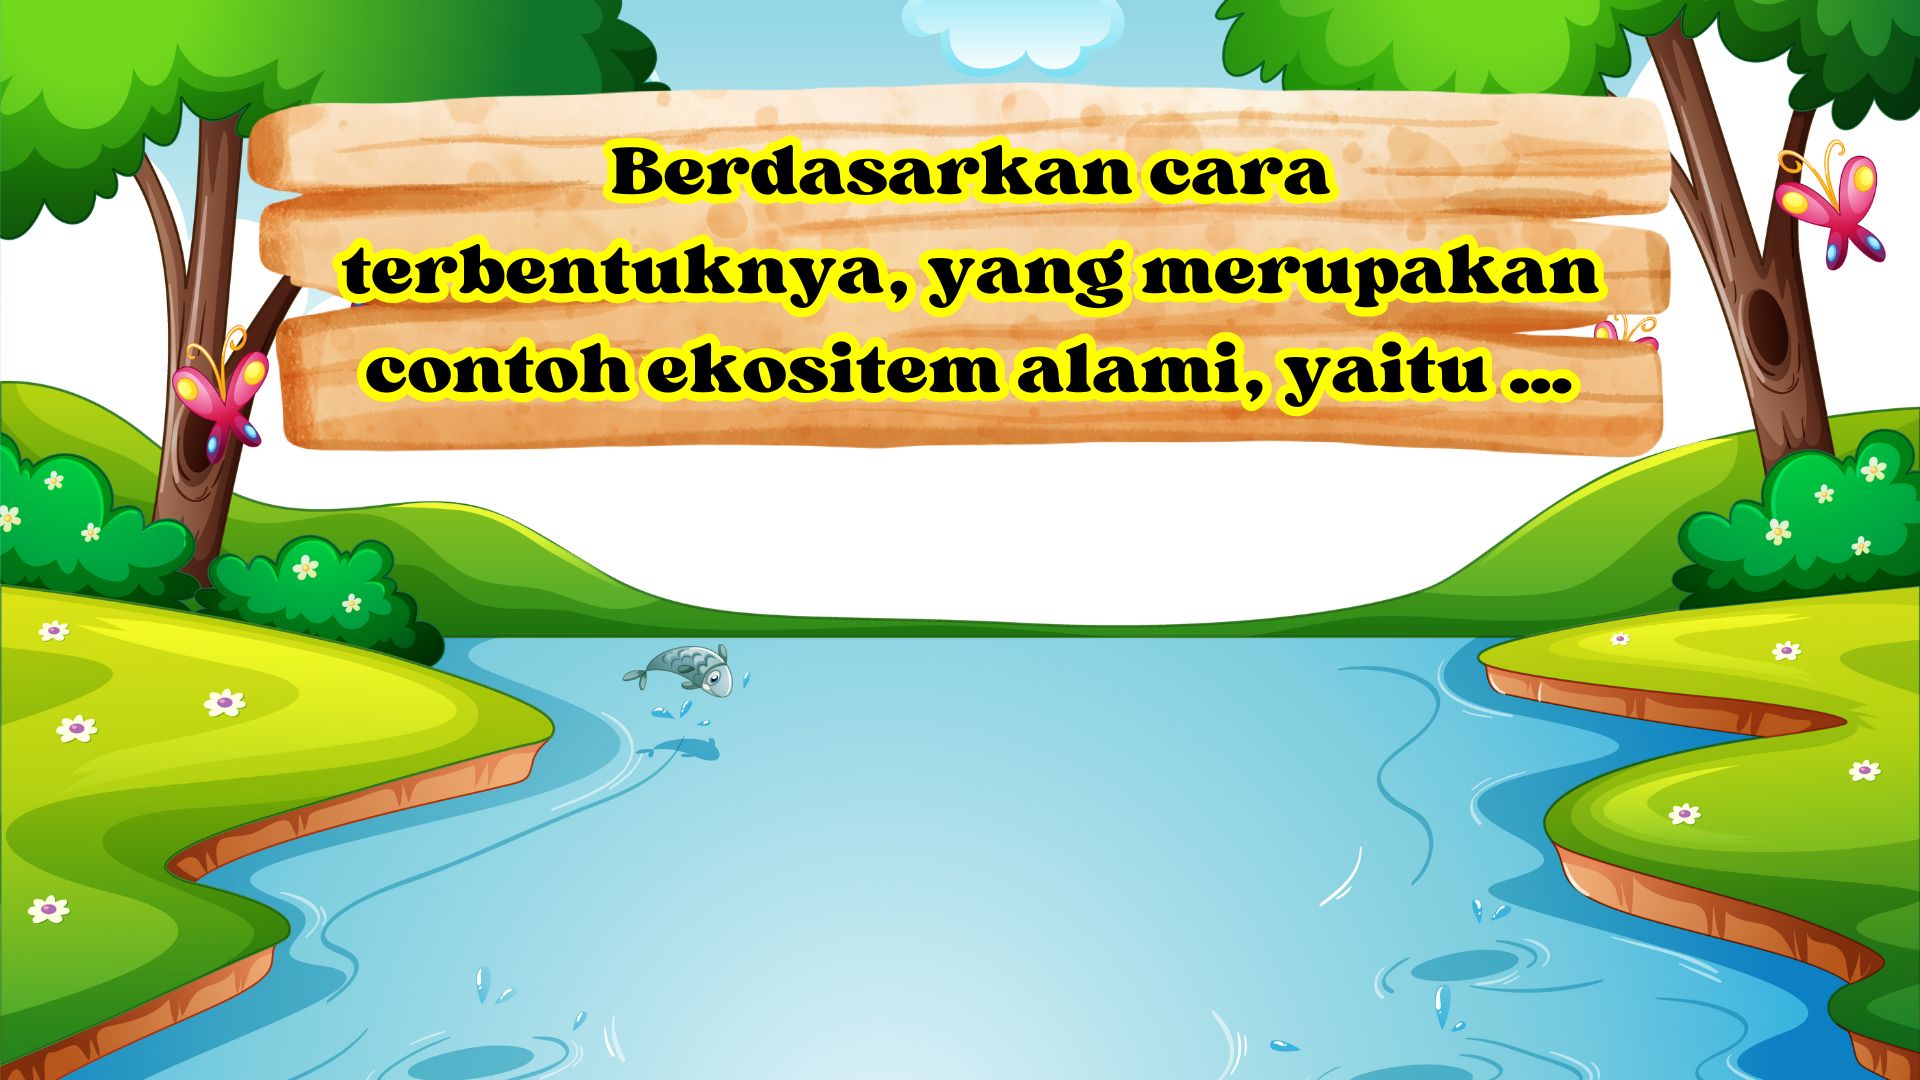 Berdasarkan cara
terbentuknya, yang merupakan
contoh ekositem alami, yaitu ...